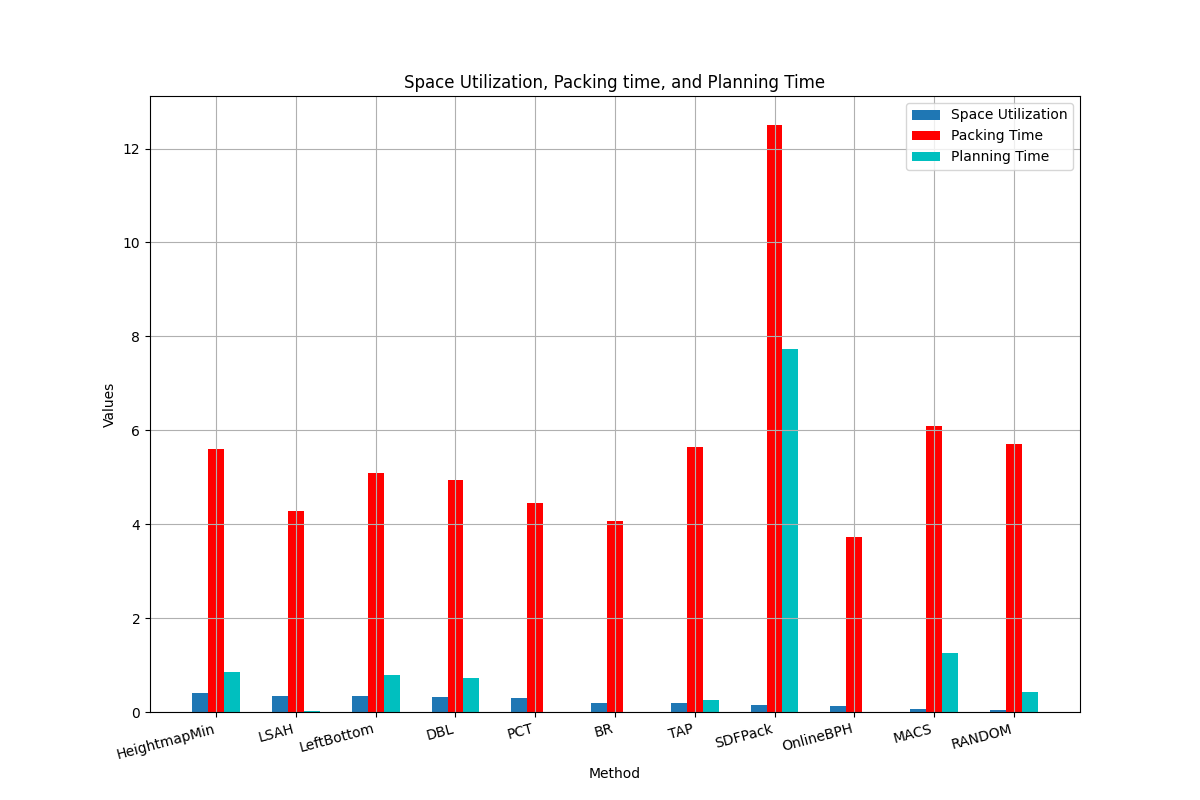 Space Utilization, Packing time, and Planning Time
Space Utilization
Packing Time
Planning Time
12
10
8
6
4
2
0
Values
HeightmapMin
LSAH
LeftBottom
DBL
PCT
BR
TAP
SDFPack
OnlineBPH
MACS
RANDOM
Method